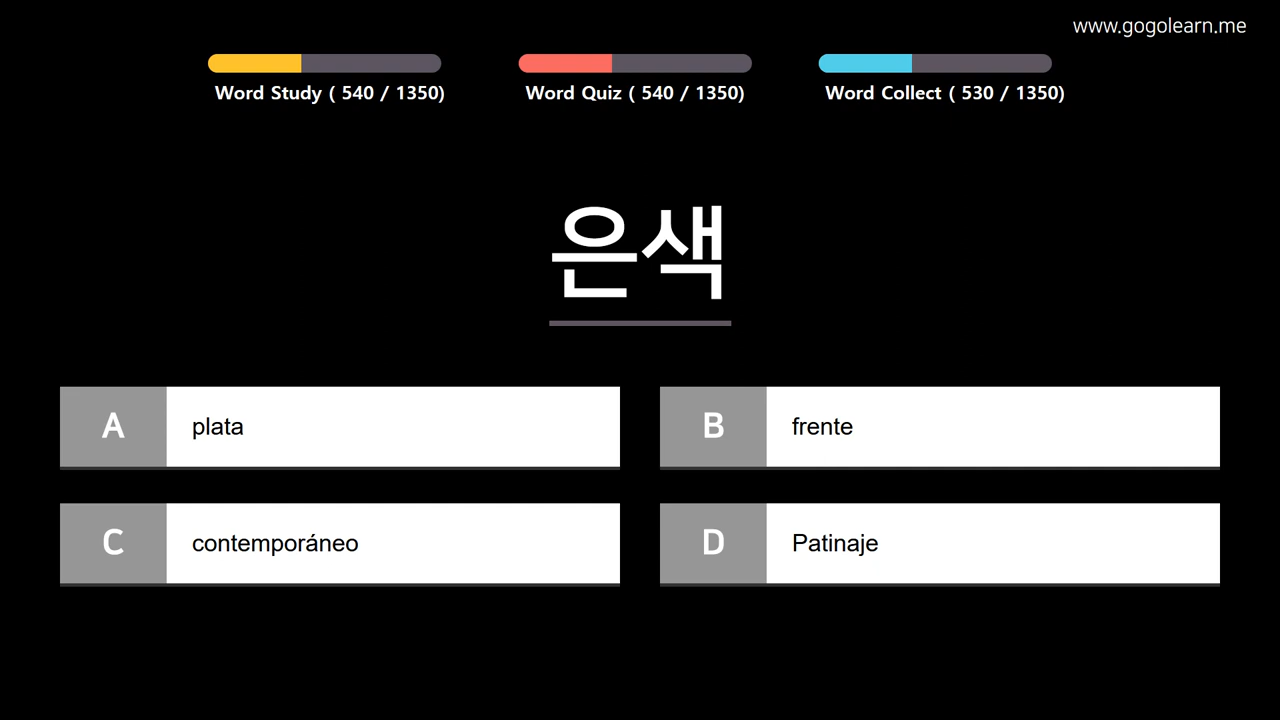 www.gogolearn.me
Word Study ( 540 / 1350)
Word Quiz ( 540 / 1350)
Word Collect ( 530 / 1350)
은색
A plata
B frente
C contemporáneo
D Patinaje